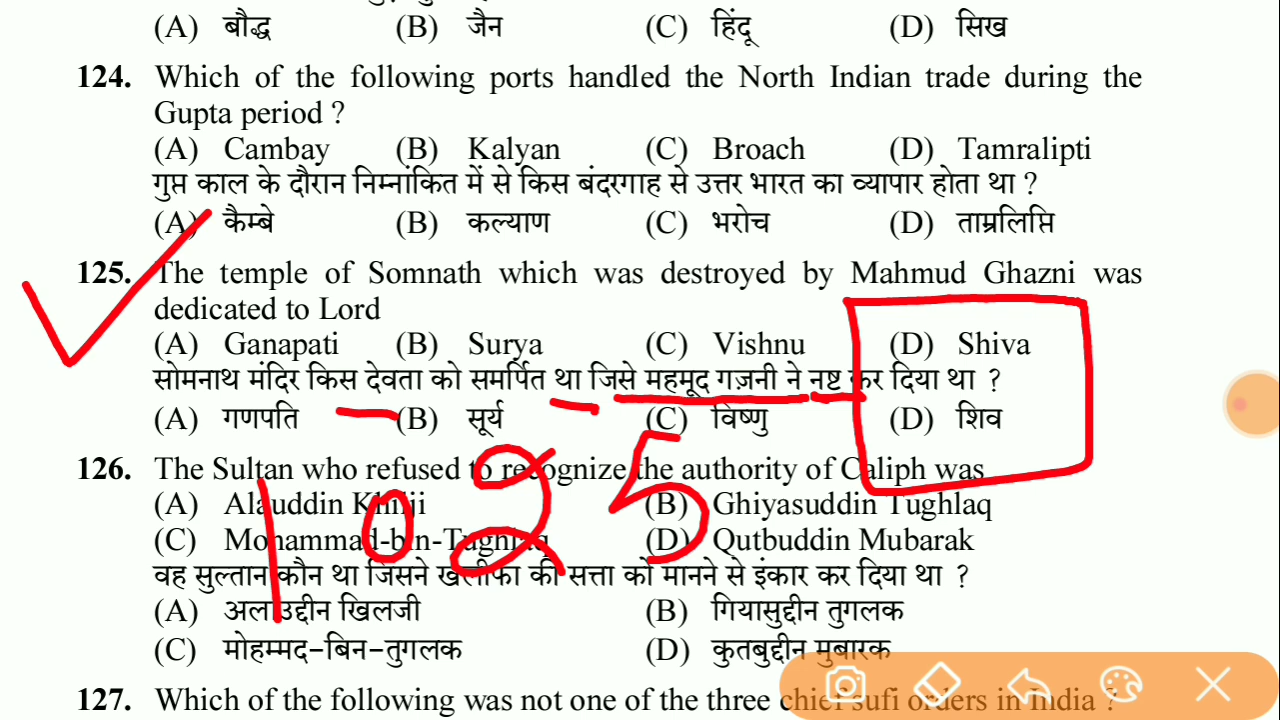 (A) बौद्ध (B) जैन (C) हिंदू (D) सिख
124. Which of the following ports handled the North Indian trade during the
Gupta period ?
(A) Cambay (B) Kalyan (C) Broach (D) Tamralipti
गुप्त काल के दौरान निम्नांकित में से किस बंदरगाह से उत्तर भारत का व्यापार होता था ?
(A) कैम्बे (B) कल्याण (C) भरोच (D) ताम्रलिप्ति
125. The temple of Somnath which was destroyed by Mahmud Ghazni was
dedicated to Lord
(A) Ganapati (B) Surya (C) Vishnu (D) Shiva
सोमनाथ मंदिर किस देवता को समर्पित था जिसे महमूद गज़नी ने नष्ट कर दिया था ?
(A) गणपति (B) सूर्य (C) विष्णु (D) शिव
1025
126. The Sultan who refused to recognize the authority of Caliph was
(A) Alauddin Khilji (B) Ghiyasuddin Tughlaq
(C) Mohammad-bin-Tughlaq (D) Qutbuddin Mubarak
वह सुल्तान कौन था जिसने खलीफा की सत्ता को मानने से इंकार कर दिया था ?
(A) अलाउद्दीन खिलजी (B) गियासुद्दीन तुगलक
(C) मोहम्मद-बिन-तुगलक (D) कुतबुद्दीन मुबारक
127. Which of the following was not one of the three chief sufi orders in India ?